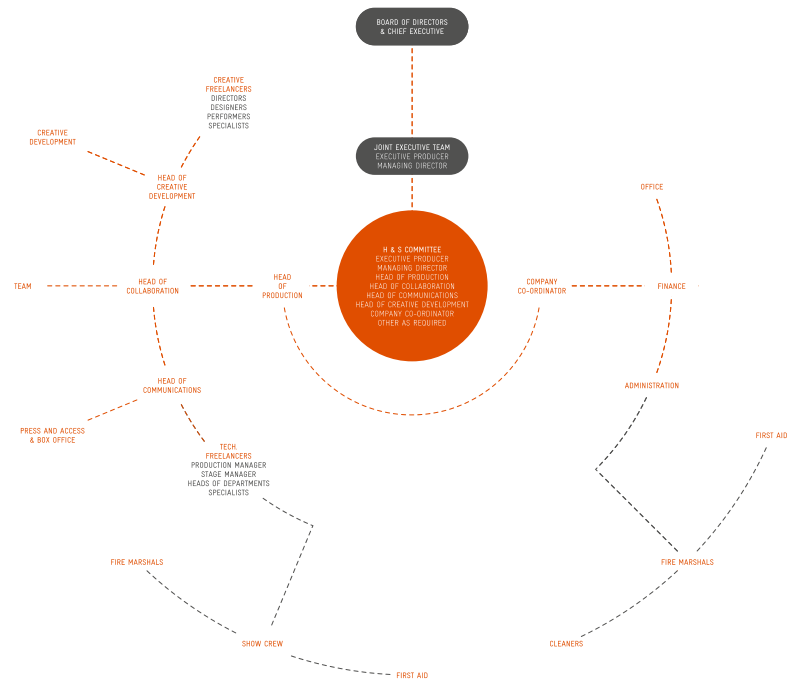 BOARD OF DIRECTORS
& CHIEF EXECUTIVE
JOINT EXECUTIVE TEAM
EXECUTIVE PRODUCER
MANAGING DIRECTOR
CREATIVE
FREELANCERS
DIRECTORS
DESIGNERS
PERFORMERS
SPECIALISTS
CREATIVE
DEVELOPMENT
HEAD OF
CREATIVE
DEVELOPMENT
OFFICE
H & S COMMITTEE
EXECUTIVE PRODUCER
MANAGING DIRECTOR
HEAD OF PRODUCTION
HEAD OF COLLABORATION
HEAD OF COMMUNICATIONS
HEAD OF CREATIVE DEVELOPMENT
COMPANY CO-ORDINATOR
OTHER AS REQUIRED
TEAM
HEAD OF
COLLABORATION
HEAD
OF
PRODUCTION
COMPANY
CO-ORDINATOR
FINANCE
HEAD OF
COMMUNICATIONS
ADMINISTRATION
PRESS AND ACCESS
& BOX OFFICE
TECH
FREELANCERS
PRODUCTION MANAGER
STAGE MANAGER
HEADS OF DEPARTMENTS
SPECIALISTS
FIRST AID
FIRE MARSHALS
FIRE MARSHALS
SHOW CREW
CLEANERS
FIRST AID